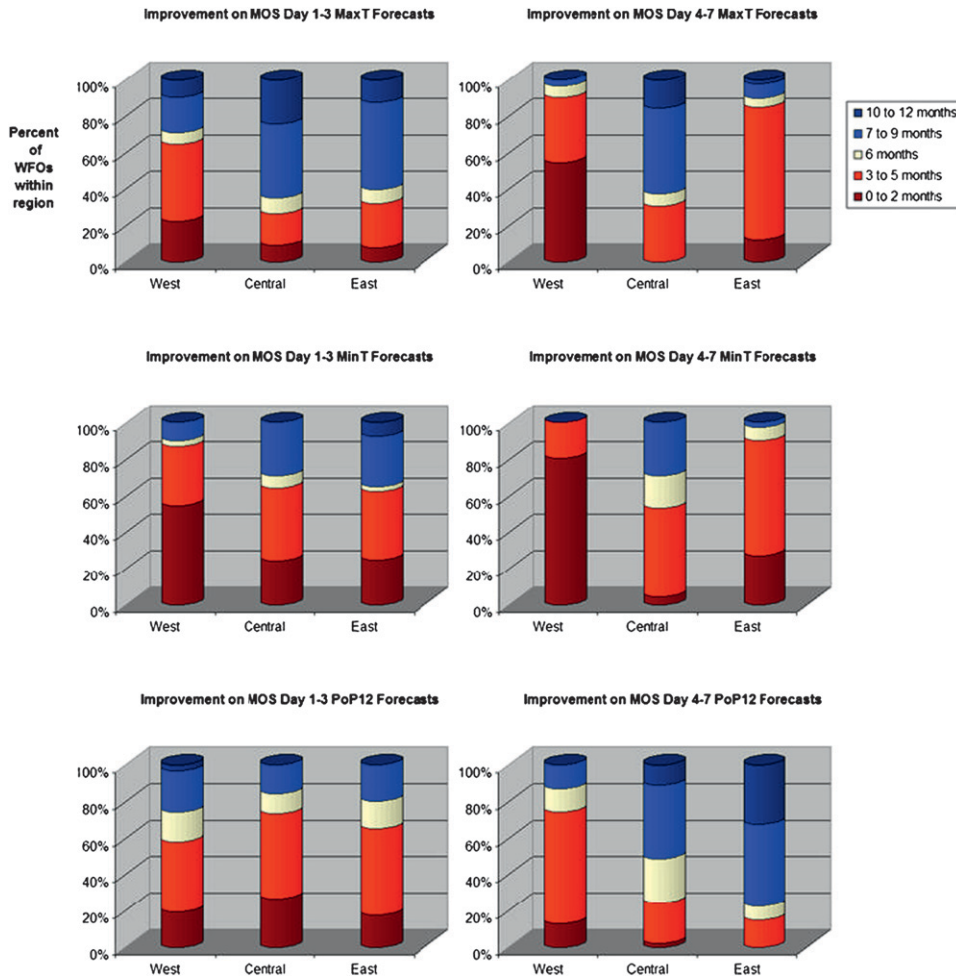 Improvement on MOS Day 1-3 MaxT Forecasts
Percent
of
WFOs
within
region
100%
80%
60%
40%
20%
0%
West Central East
Improvement on MOS Day 4-7 MaxT Forecasts
100%
80%
60%
40%
20%
0%
West Central East
10 to 12 months
7 to 9 months
6 months
3 to 5 months
0 to 2 months
Improvement on MOS Day 1-3 MinT Forecasts
100%
80%
60%
40%
20%
0%
West Central East
Improvement on MOS Day 4-7 MinT Forecasts
100%
80%
60%
40%
20%
0%
West Central East
Improvement on MOS Day 1-3 PoP12 Forecasts
100%
80%
60%
40%
20%
0%
West Central East
Improvement on MOS Day 4-7 PoP12 Forecasts
100%
80%
60%
40%
20%
0%
West Central East